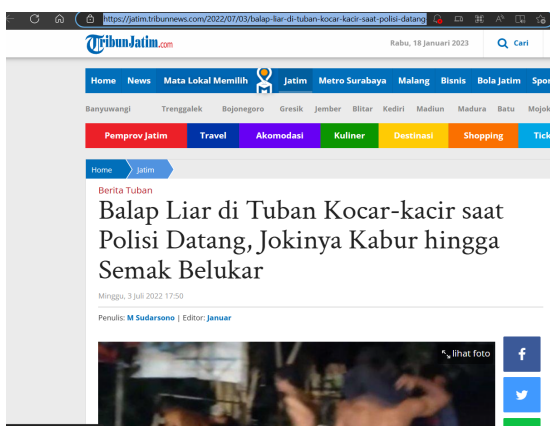 https://jatim.tribunnews.com/2022/07/03/balap-liar-di-tuban-kocar-kacir-saat-polisi-datang
TribunJatim.com
Rabu, 18 Januari 2023
Cari
Home News Mata Lokal Memilih Jatim Metro Surabaya Malang Bisnis Bola Jatim
Banyuwangi Trenggalek Bojonegoro Gresik Jember Blitar Kediri Madiun Madura Batu
Pemprov Jatim Travel Akomodasi Kuliner Destinasi Shopping
Home Jatim
Berita Tuban
Balap Liar di Tuban Kocar-kacir saat
Polisi Datang, Jokinya Kabur hingga
Semak Belukar
Minggu, 3 Juli 2022 17:50
Penulis: M Sudarsono | Editor: Januar
lihat foto